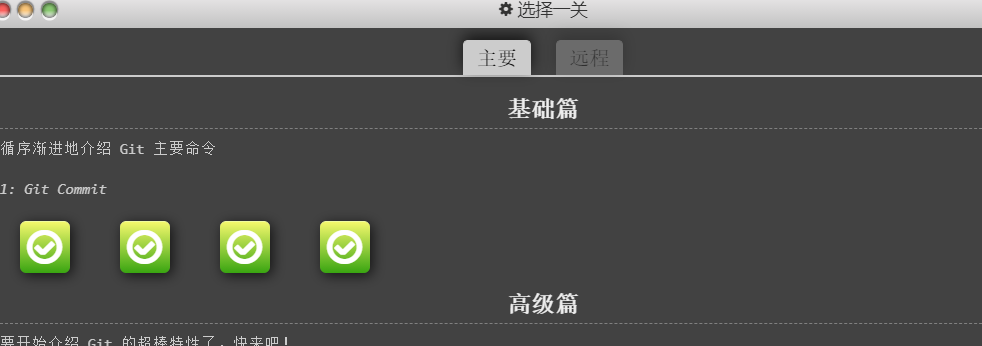 选择一关
主要 远程
基础篇
循序渐进地介绍 Git 主要命令
1: Git Commit
高级篇
要开始介绍 Git 的超棒特性了，快来吧！